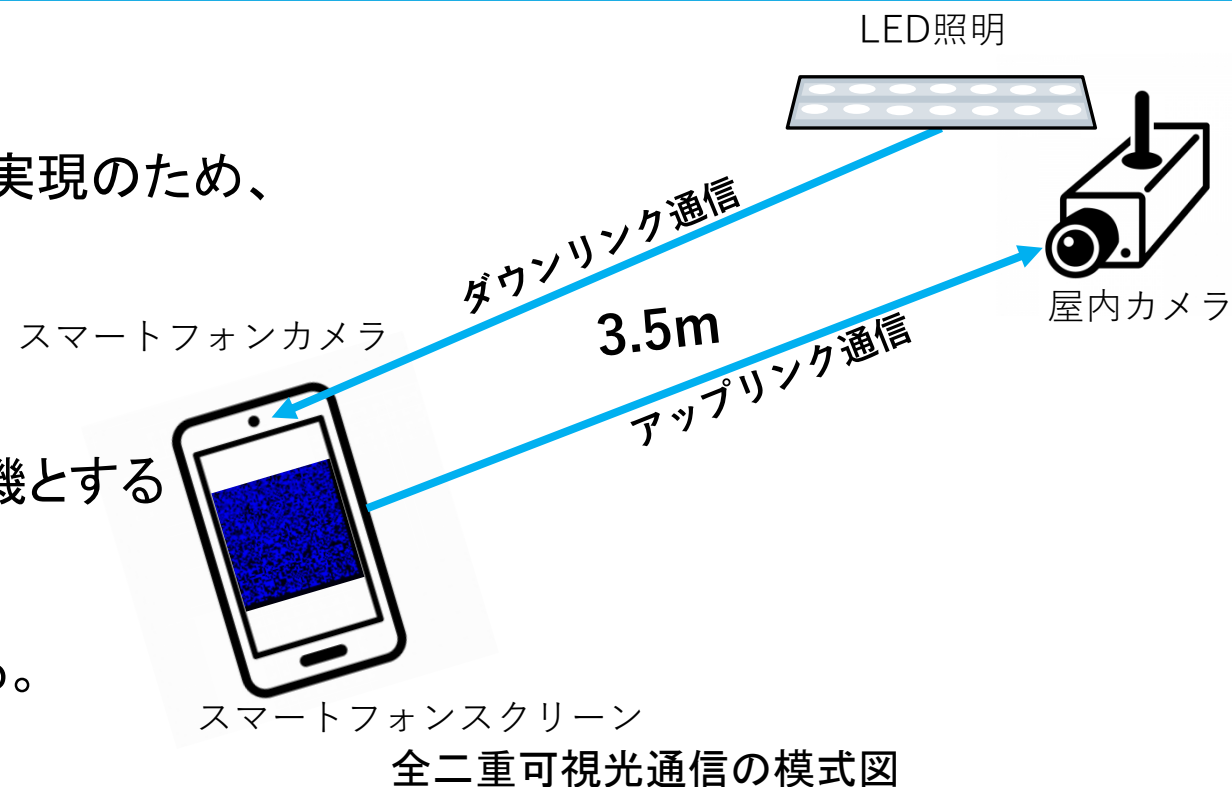 LED照明
実現のため、
ダウンリンク通信
屋内カメラ
スマートフォンカメラ
3.5m
アップリンク通信
機とする
。
スマートフォンスクリーン
全二重可視光通信の模式図